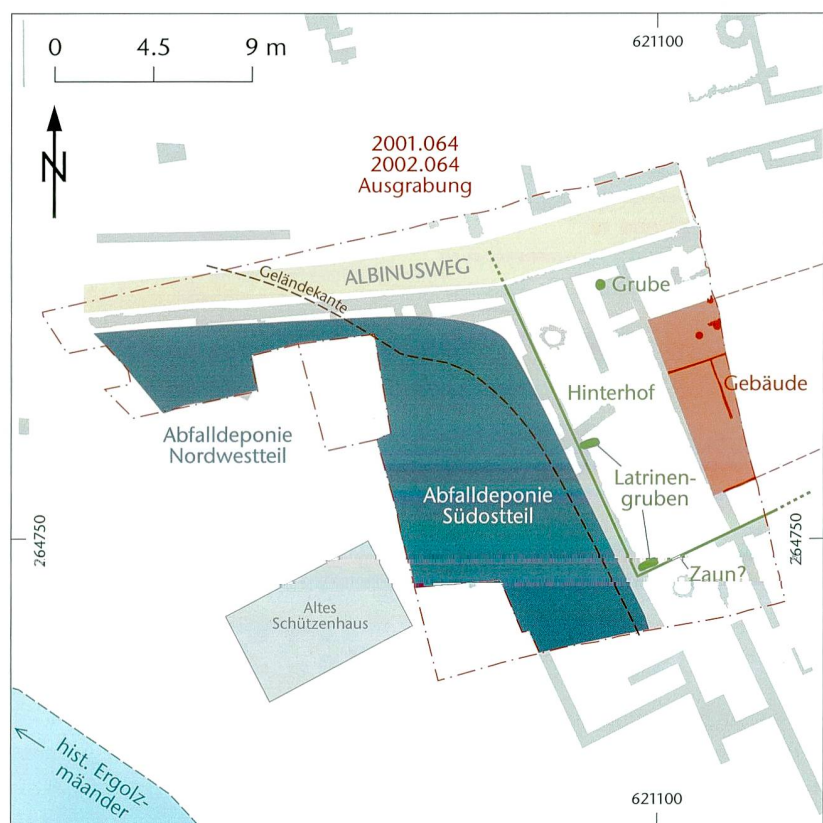 0 4.5 9 m
621100
N
2001.064
2002.064
Ausgrabung
ALBINUSWEG
Geländekante
Grube
Gebäude
Hinterhof
Abfalldeponie
Nordwestteil
Latrinen-
gruben
Abfalldeponie
Südostteil
264750
264750
Zaun?
Altes
Schützenhaus
hist. Ergolz-
mäander
621100